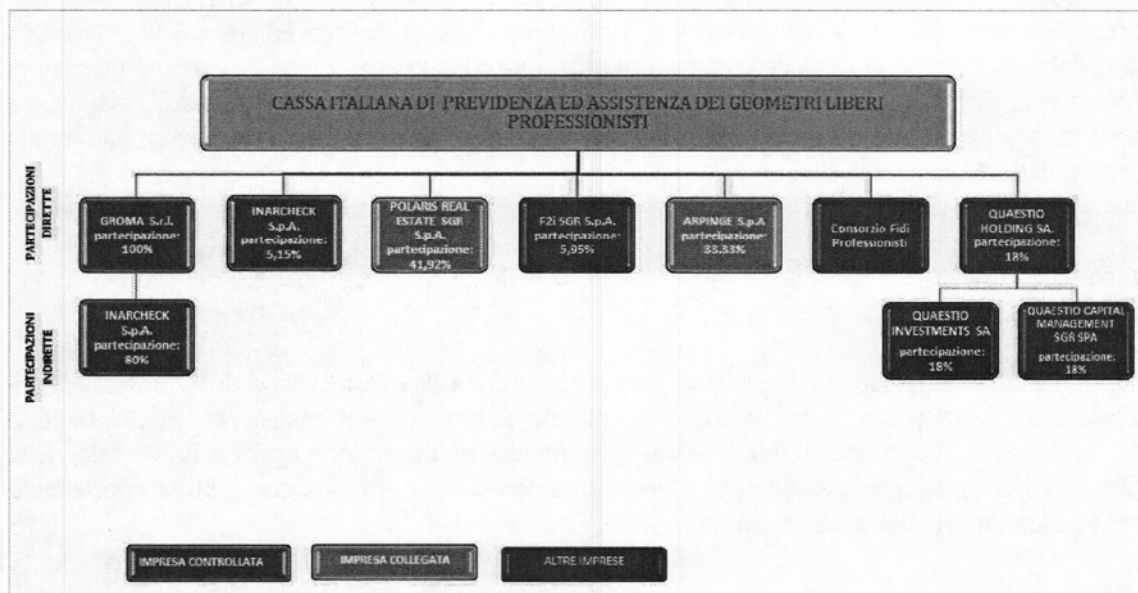 CASSA ITALIANA DI PREVIDENZA ED ASSISTENZA DEI GEOMETRI LIBERI
PROFESSIONISTI
PARTECIPAZIONI
DIRETTE
GROMA S.r.l.
partecipazione:
100%
INARCHECK
S.p.A.
partecipazione:
5,15%
POLARIS REAL
ESTATE SGR
S.p.A.
partecipazione:
41,92%
F2i SGR S.p.A.
partecipazione:
5,95%
ARPINGE S.p.A
partecipazione:
33.33%
Consorzio Fidi
Professionisti
QUAESTIO
HOLDING SA.
partecipazione:
18%
PARTECIPAZIONI
INDIRETTE
INARCHECK
S.p.A.
partecipazione:
80%
QUAESTIO
INVESTMENTS SA
partecipazione:
18%
QUAESTIO CAPITAL
MANAGEMENT
SGR SPA
partecipazione:
18%
IMPRESA CONTROLLATA
IMPRESA COLLEGATA
ALTRE IMPRESE